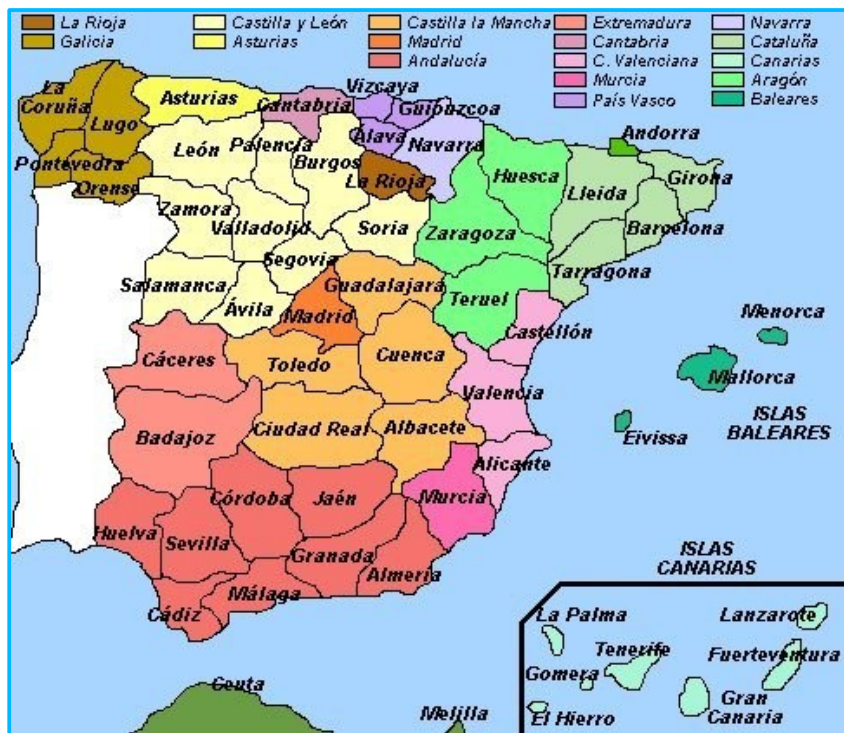 La Rioja
Galicia
Castilla y León
Asturias
Castilla la Mancha
Madrid
Andalucía
Extremadura
Cantabria
C. Valenciana
Murcia
País Vasco
Navarra
Cataluña
Canarias
Aragón
Baleares
La
Coruña
Lugo
Pontevedra
Orense
Asturias
Cantabria
Vizcaya
Guipúzcoa
Álava
Navarra
La Rioja
León
Palencia
Burgos
Zamora
Valladolid
Soria
Segovia
Salamanca
Ávila
Huesca
Zaragoza
Teruel
Andorra
Lleida
Girona
Barcelona
Tarragona
Guadalajara
Madrid
Cáceres
Toledo
Cuenca
Castellón
Valencia
Badajoz
Ciudad Real
Albacete
Alicante
Menorca
Mallorca
Eivissa
ISLAS
BALEARES
Murcia
Córdoba
Jaén
Huelva
Sevilla
Granada
Almeria
Málaga
Cádiz
Ceuta
Melilla
ISLAS
CANARIAS
La Palma
Lanzarote
Tenerife
Fuerteventura
Gomera
El Hierro
Gran
Canaria